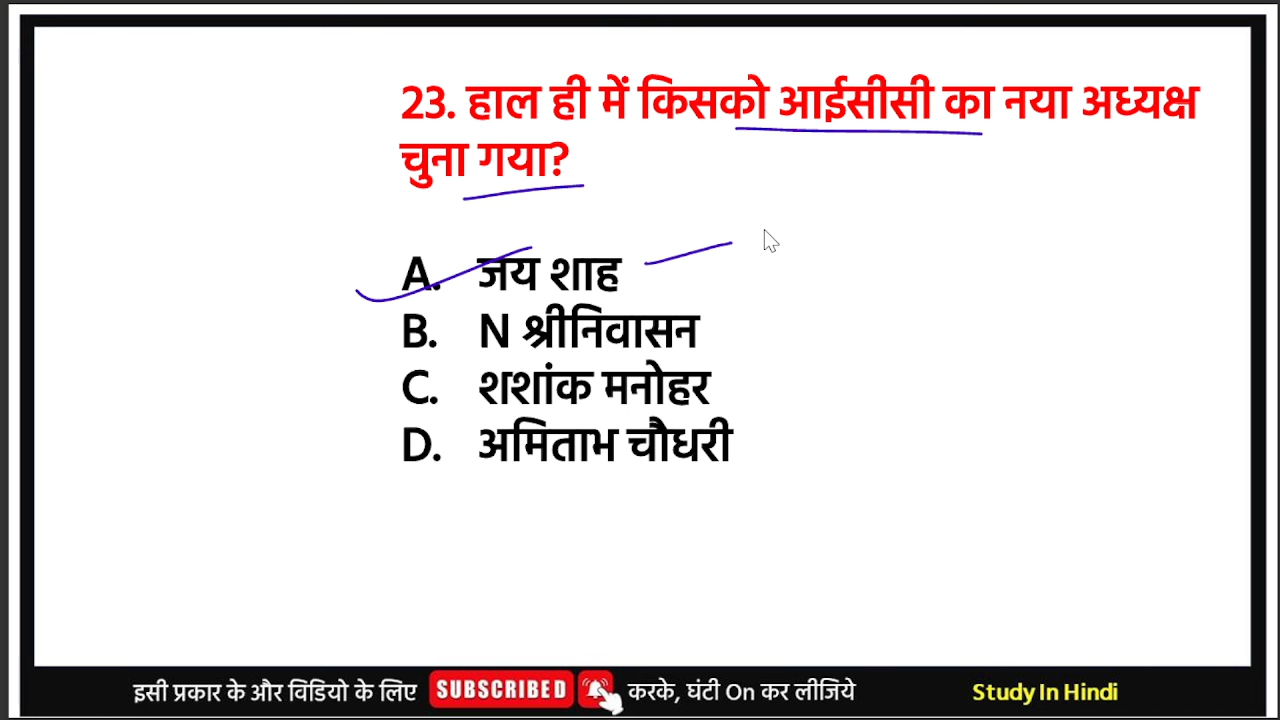 23. हाल ही में किसको आईसीसी का नया अध्यक्ष
चुना गया?
A. जय शाह
B. N श्रीनिवासन
C. शशांक मनोहर
D. अमिताभ चौधरी
इसी प्रकार के और विडियो के लिए SUBSCRIBED करके, घंटी On कर लीजिये Study In Hindi